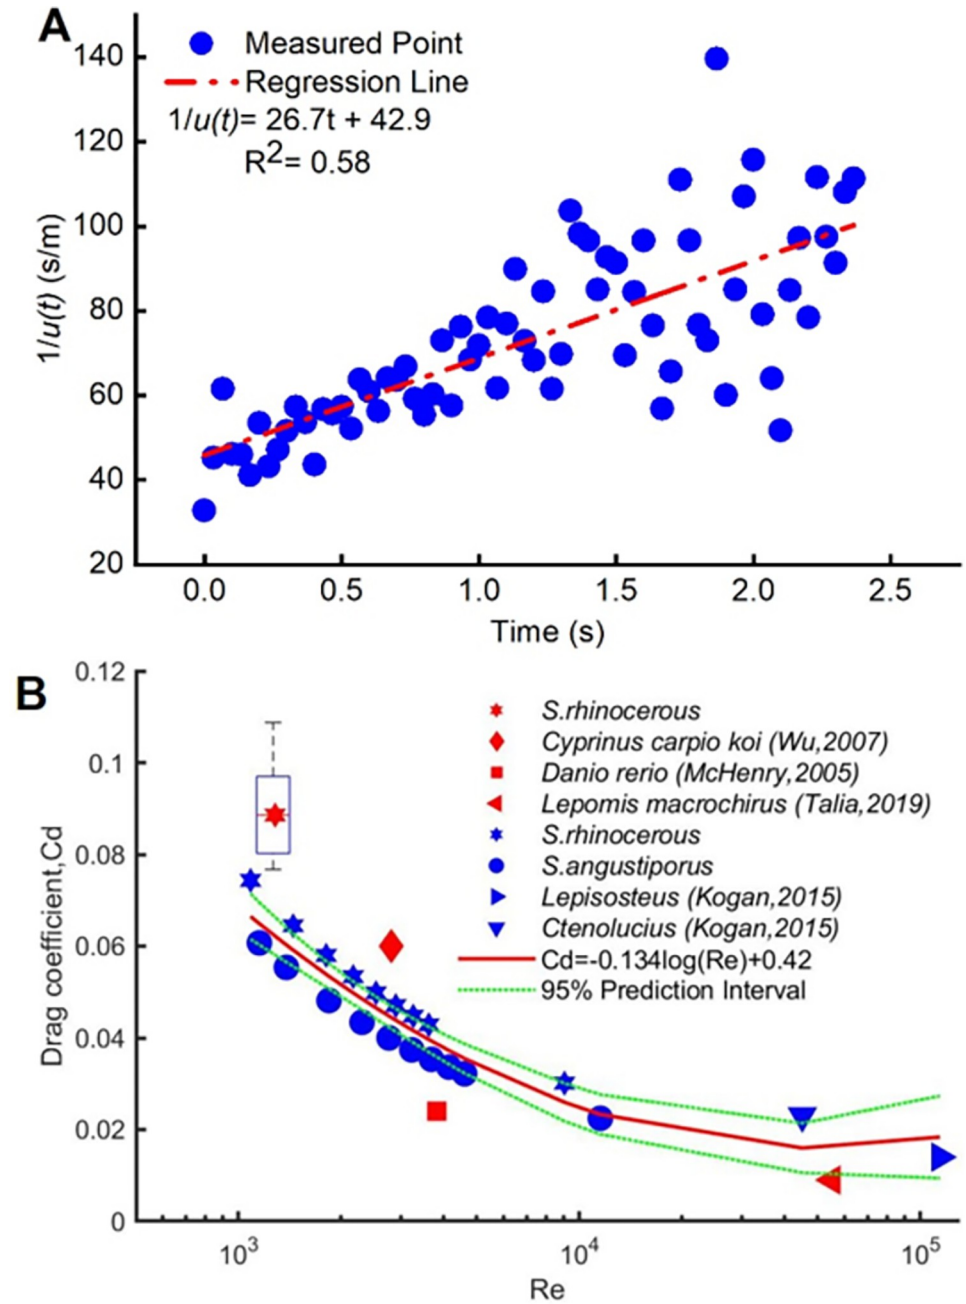 A
Measured Point
Regression Line
1/u(t)= 26.7t + 42.9
R2= 0.58
140
120
100
80
60
40
20
1/u(t) (s/m)
0.0 0.5 1.0 1.5 2.0 2.5
Time (s)
B
0.12
0.1
0.08
0.06
0.04
0.02
0
Drag coefficient,Cd
S.rhinocerous
Cyprinus carpio koi (Wu,2007)
Danio rerio (McHenry,2005)
Lepomis macrochirus (Talia,2019)
S.rhinocerous
S.angustiporus
Lepisosteus (Kogan,2015)
Ctenolucius (Kogan,2015)
Cd=-0.134log(Re)+0.42
95% Prediction Interval
10³ 10⁴ 10⁵
Re